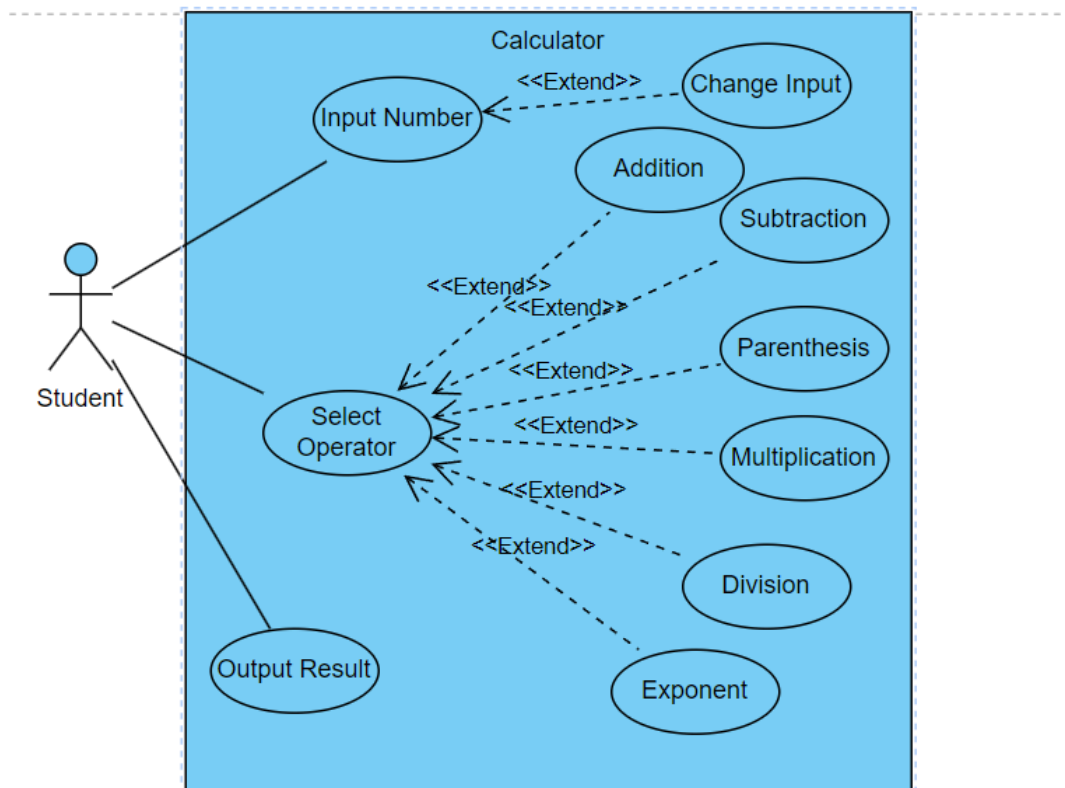 Calculator
<<Extend>>
Change Input
Input Number
Addition
Subtraction
<<Extend>>
<<Extend>>
Parenthesis
<<Extend>>
Student
Select
Operator
<<Extend>>
Multiplication
<<Extend>>
<<Extend>>
Division
Output Result
Exponent